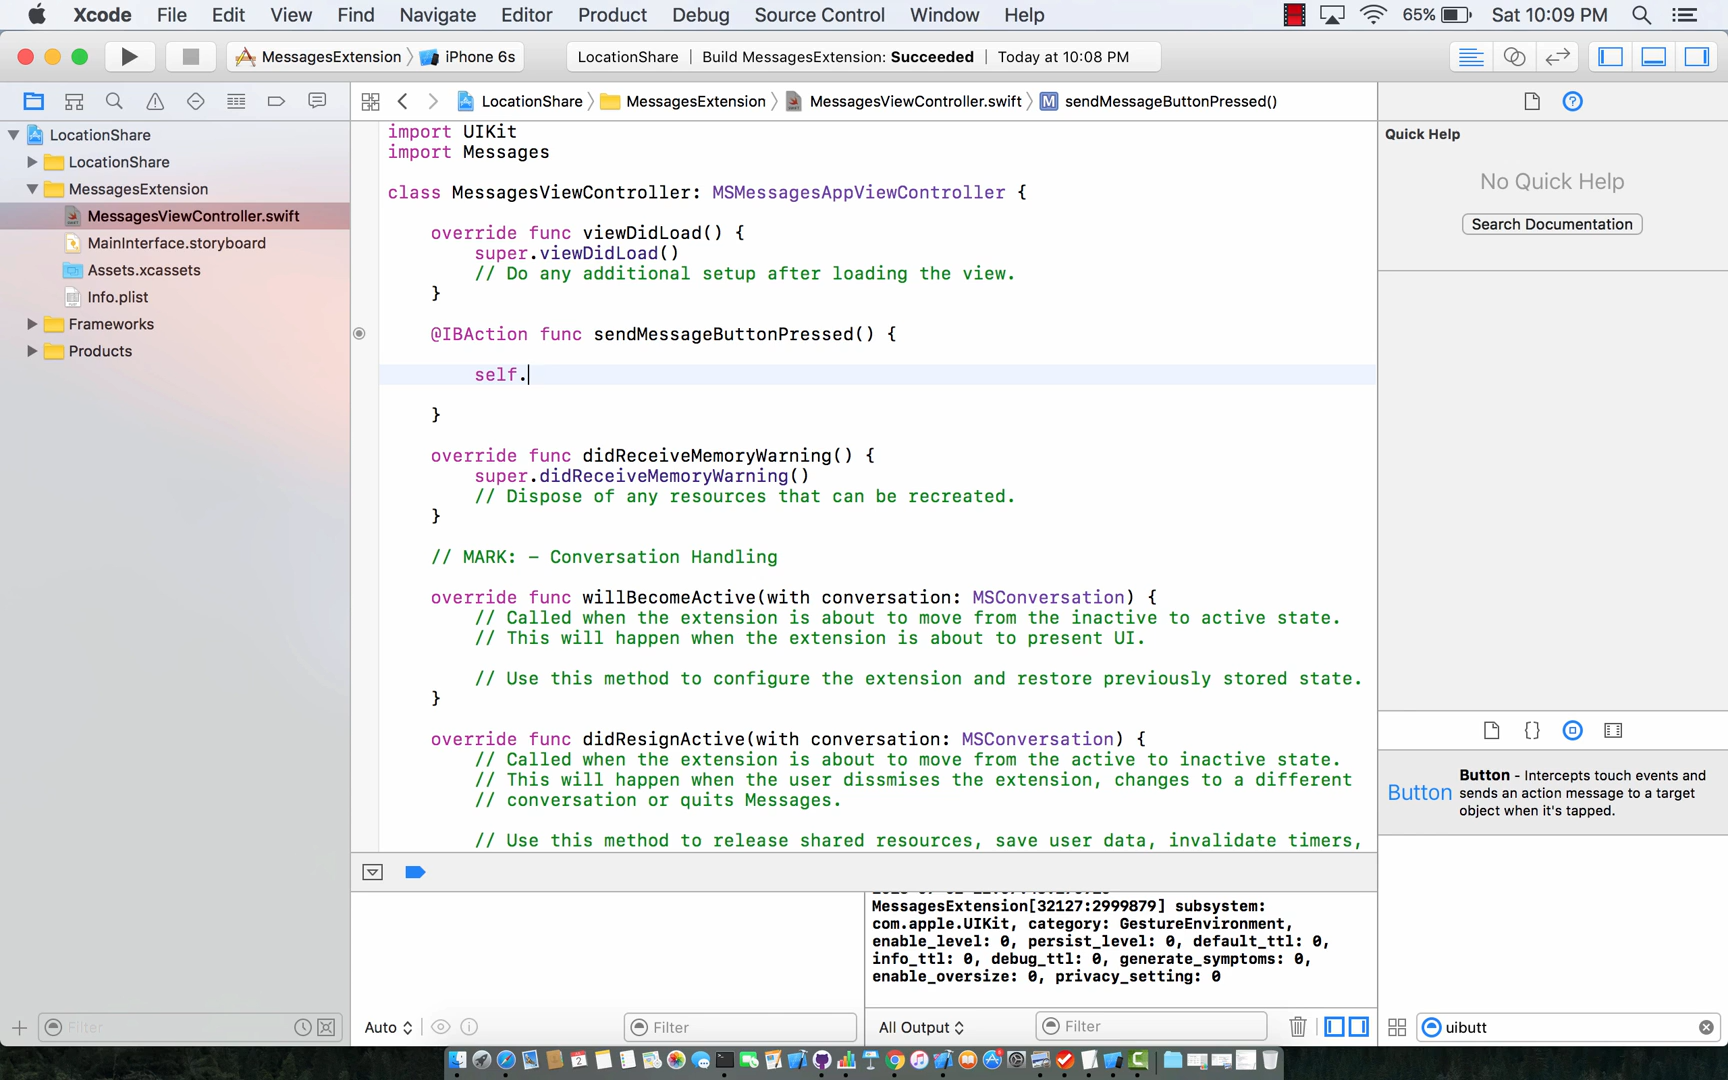 Xcode File Edit View Find Navigate Editor Product Debug Source Control Window Help 65% Sat 10:09 PM
MessagesExtension iPhone 6s LocationShare | Build MessagesExtension: Succeeded | Today at 10:08 PM
LocationShare MessagesExtension MessagesViewController.swift M sendMessageButtonPressed()
LocationShare
LocationShare
MessagesExtension
MessagesViewController.swift
MainInterface.storyboard
Assets.xcassets
Info.plist
Frameworks
Products
Filter
import UIKit
import Messages
class MessagesViewController: MSMessagesAppViewController {
override func viewDidLoad() {
super.viewDidLoad()
// Do any additional setup after loading the view.
}
@IBAction func sendMessageButtonPressed() {
self.
}
override func didReceiveMemoryWarning() {
super.didReceiveMemoryWarning()
// Dispose of any resources that can be recreated.
}
// MARK: - Conversation Handling
override func willBecomeActive(with conversation: MSConversation) {
// Called when the extension is about to move from the inactive to active state.
// This will happen when the extension is about to present UI.
// Use this method to configure the extension and restore previously stored state.
}
override func didResignActive(with conversation: MSConversation) {
// Called when the extension is about to move from the active to inactive state.
// This will happen when the user dissmises the extension, changes to a different
// conversation or quits Messages.
// Use this method to release shared resources, save user data, invalidate timers,
MessagesExtension[32127:2999879] subsystem:
com.apple.UIKit, category: GestureEnvironment,
enable_level: 0, persist_level: 0, default_ttl: 0,
info_ttl: 0, debug_ttl: 0, generate_symptoms: 0,
enable_oversize: 0, privacy_setting: 0
Auto Filter
All Output Filter
Quick Help
No Quick Help
Search Documentation
Button Button - Intercepts touch events and
sends an action message to a target
object when it's tapped.
uibutt